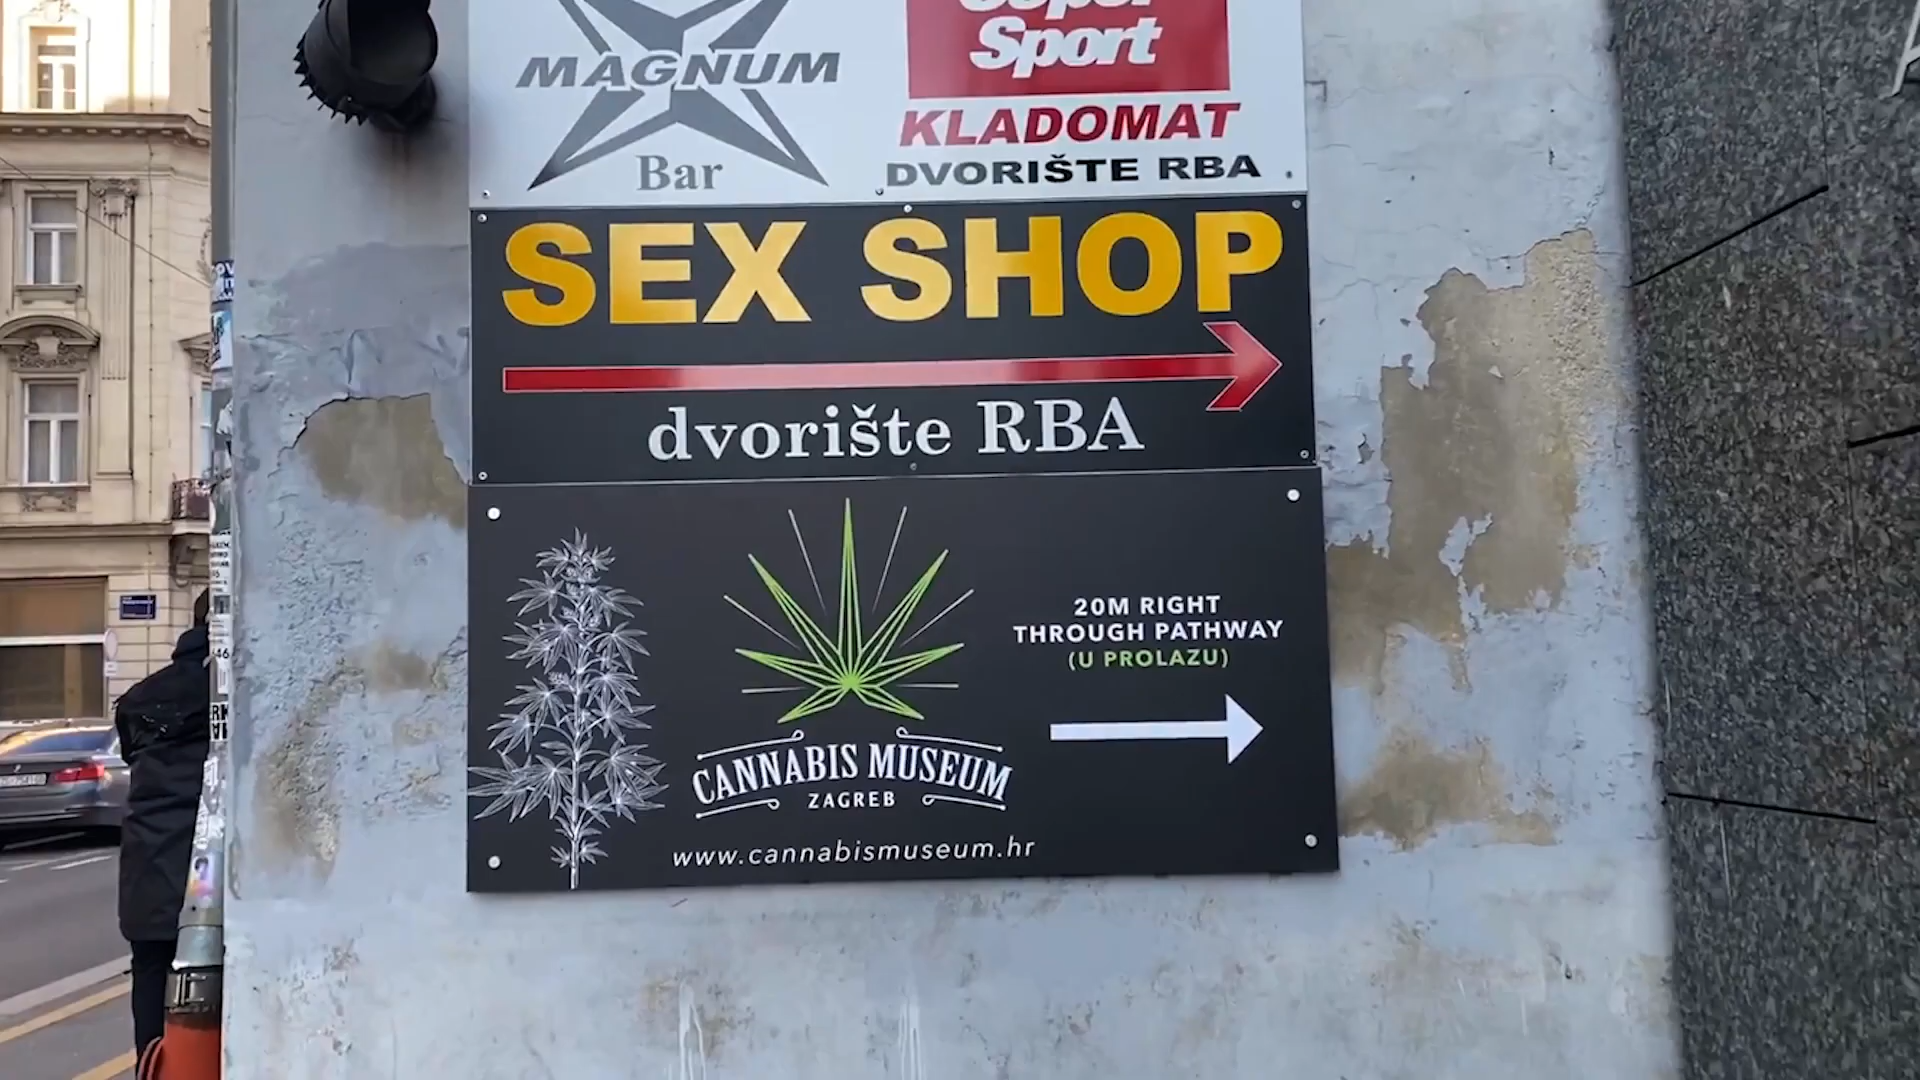 MAGNUM
Bar
Super
Sport
KLADOMAT
DVORIŠTE RBA
SEX SHOP
dvorište RBA
20M RIGHT
THROUGH PATHWAY
(U PROLAZU)
CANNABIS MUSEUM
ZAGREB
www.cannabismuseum.hr